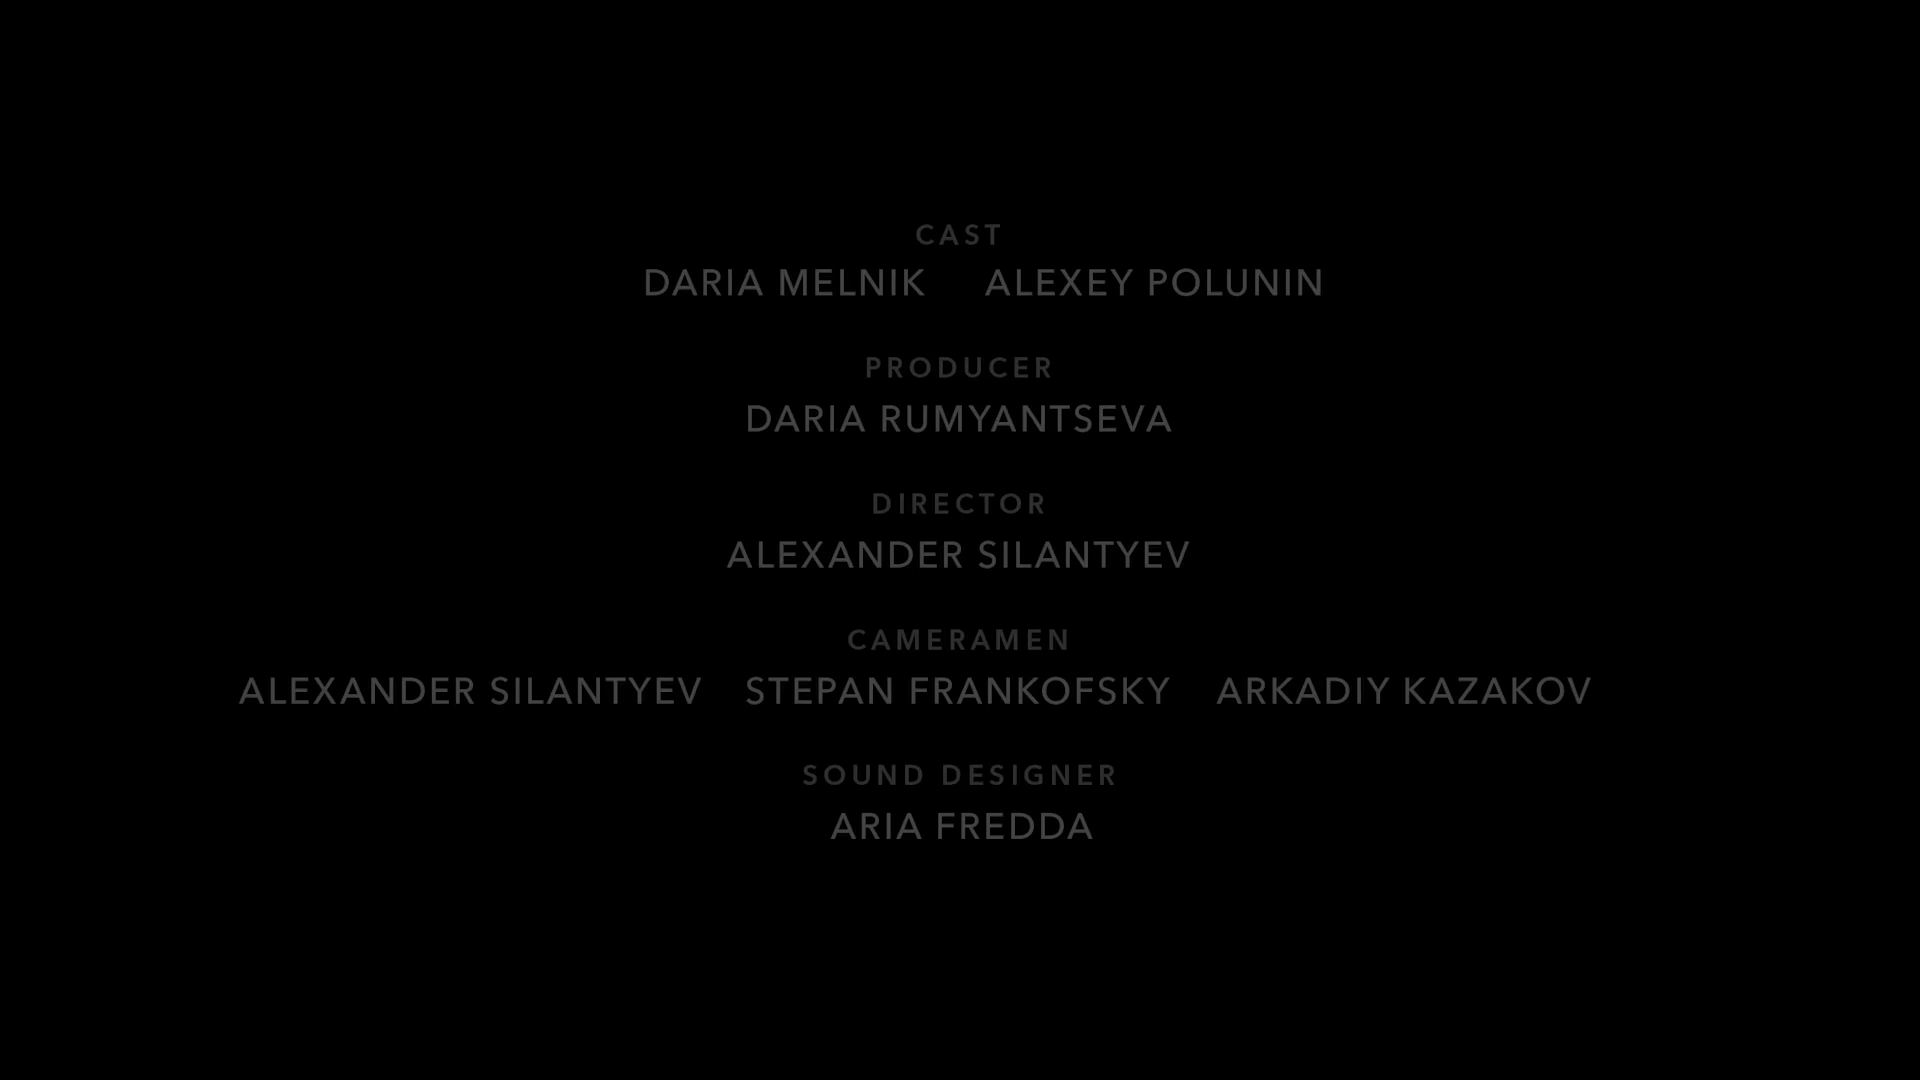 CAST
DARIA MELNIK ALEXEY POLUNIN
PRODUCER
DARIA RUMYANTSEVA
DIRECTOR
ALEXANDER SILANTYEV
CAMERAMEN
ALEXANDER SILANTYEV STEPAN FRANKOFSKY ARKADIY KAZAKOV
SOUND DESIGNER
ARIA FREDDA